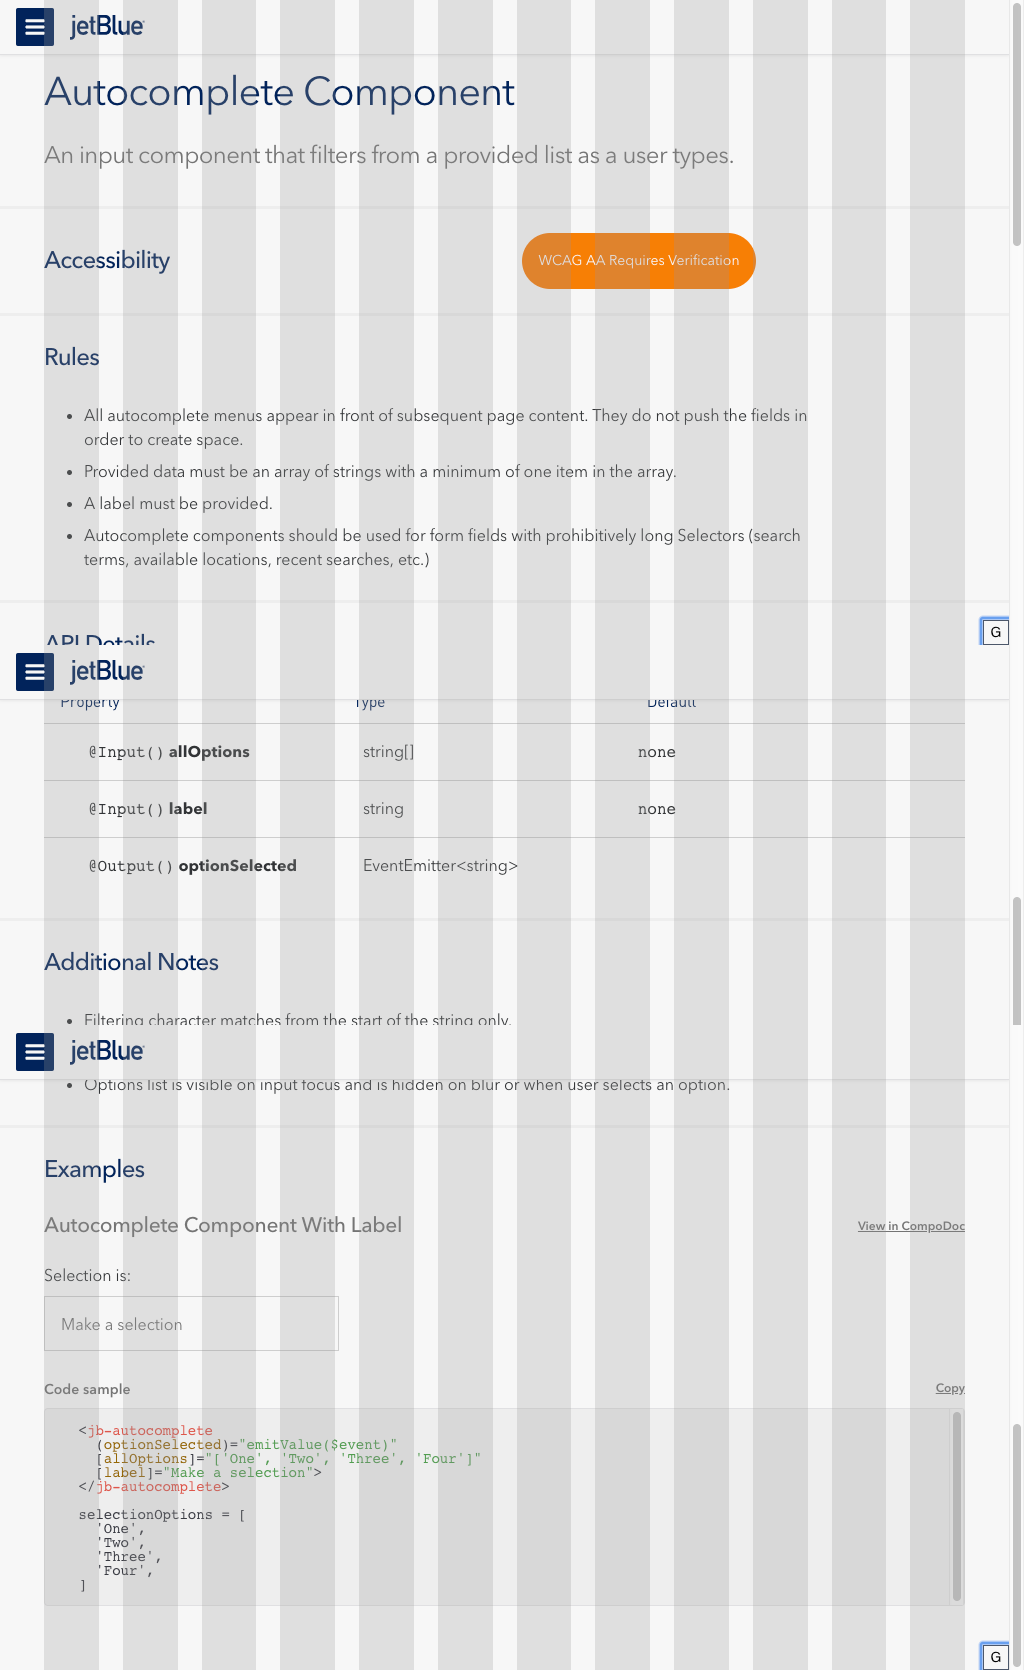 jetBlue
Autocomplete Component
An input component that filters from a provided list as a user types.
Accessibility
WCAG AA Requires Verification
Rules
All autocomplete menus appear in front of subsequent page content. They do not push the fields in
order to create space.
Provided data must be an array of strings with a minimum of one item in the array.
A label must be provided.
Autocomplete components should be used for form fields with prohibitively long Selectors (search
terms, available locations, recent searches, etc.)
API Details
G
jetBlue
Property Type Default
@Input() allOptions string[] none
@Input() label string none
@Output() optionSelected EventEmitter<string>
Additional Notes
Filtering character matches from the start of the string only.
jetBlue
Options list is visible on input focus and is hidden on blur or when user selects an option.
Examples
Autocomplete Component With Label
View in CompoDoc
Selection is:
Make a selection
Code sample
Copy
<jb-autocomplete
(optionSelected)="emitValue($event)"
[allOptions]="['One', 'Two', 'Three', 'Four']"
[label]="Make a selection">
</jb-autocomplete>
selectionOptions = [
'One',
'Two',
'Three',
'Four',
]
G